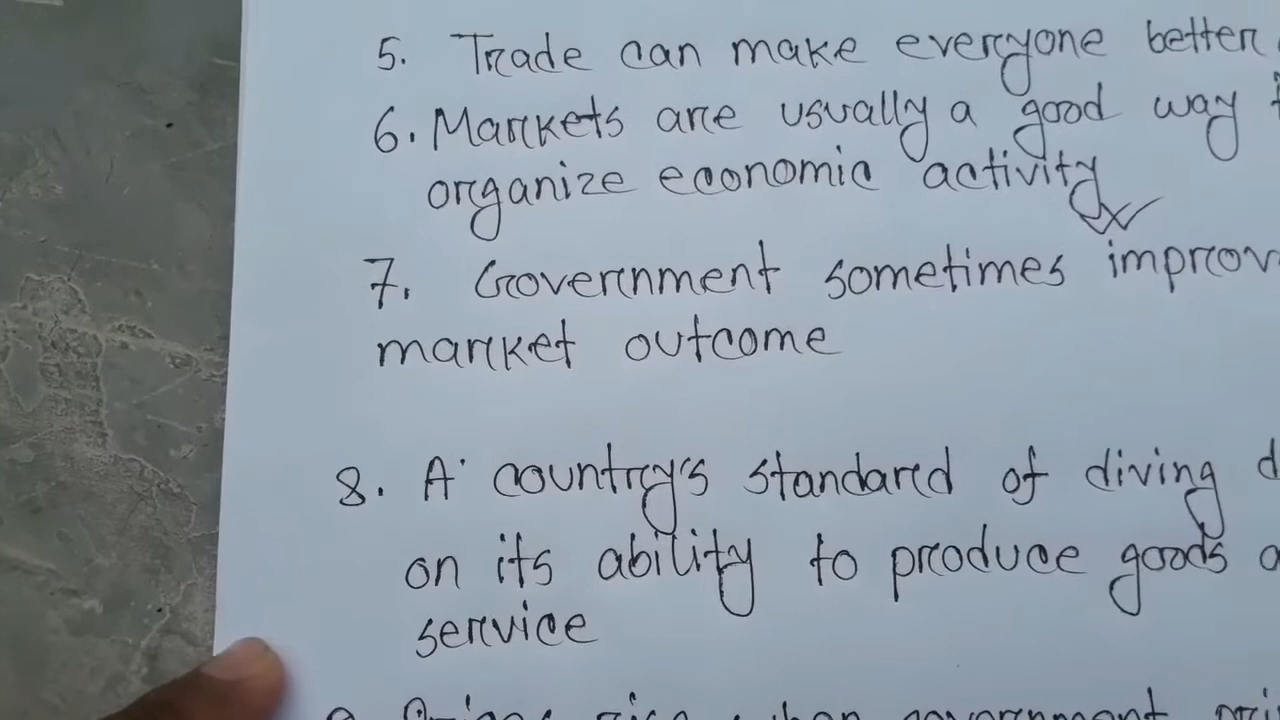 5. Trade can make everyone better
6. Markets are usually a good way
organize economic activity
7. Government sometimes improv
market outcome
8. A country's standard of diving d
on its ability to produce goods a
service
government